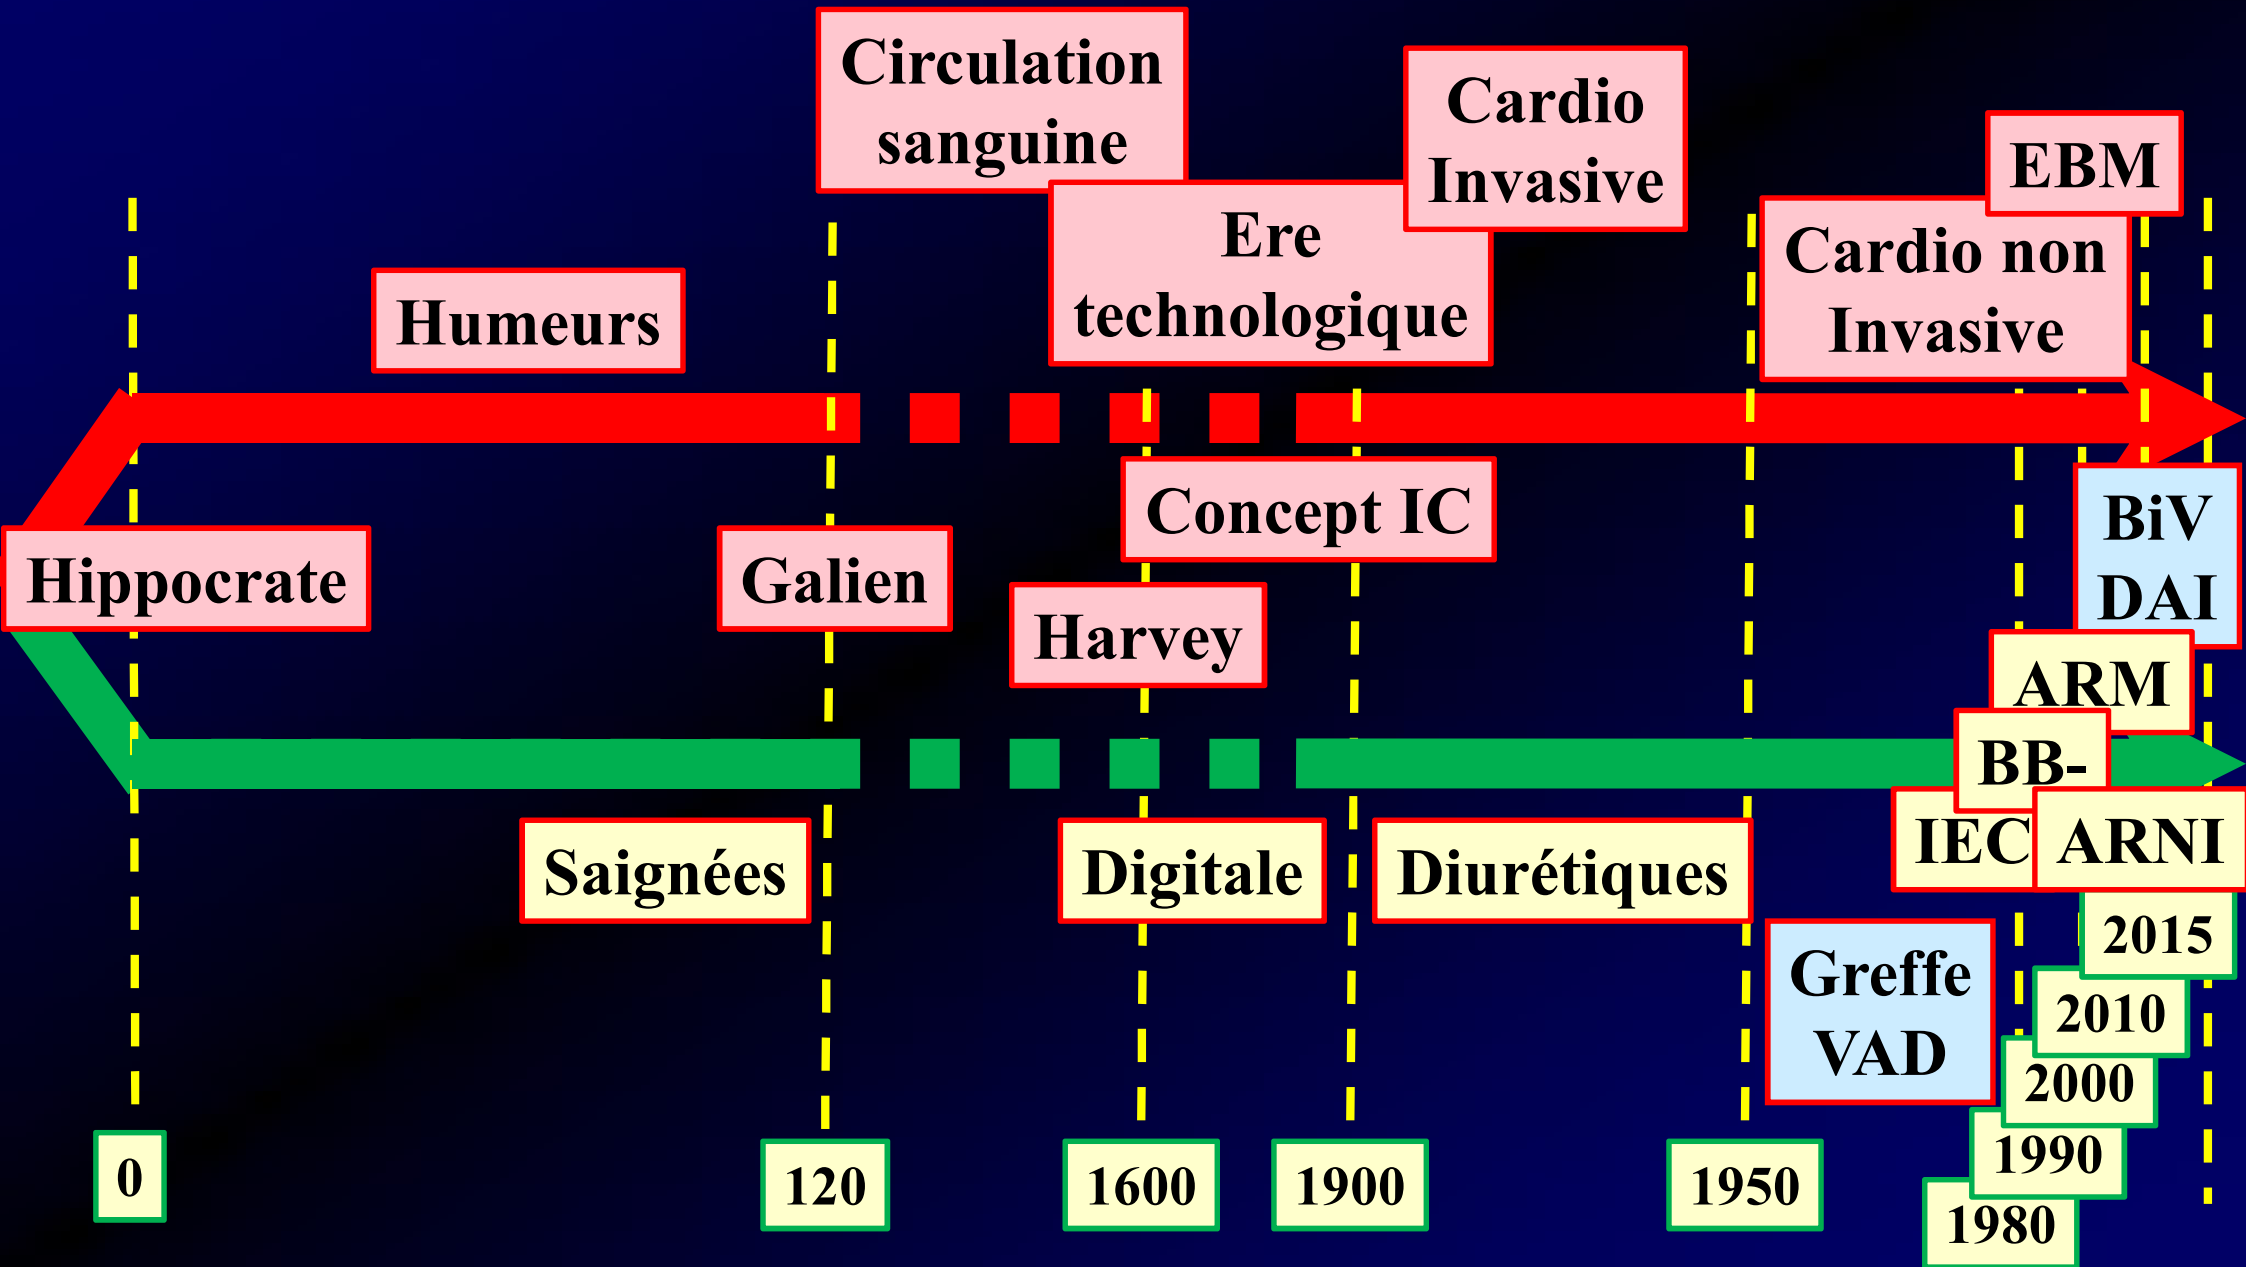 Circulation
sanguine
Cardio
Invasive
EBM
Ere
technologique
Cardio non
Invasive
Humeurs
Concept IC
BiV
DAI
Hippocrate
Galien
Harvey
ARM
BB-
IEC
ARNI
Saignées
Digitale
Diurétiques
Greffe
VAD
2015
2010
2000
1990
1980
0
120
1600
1900
1950